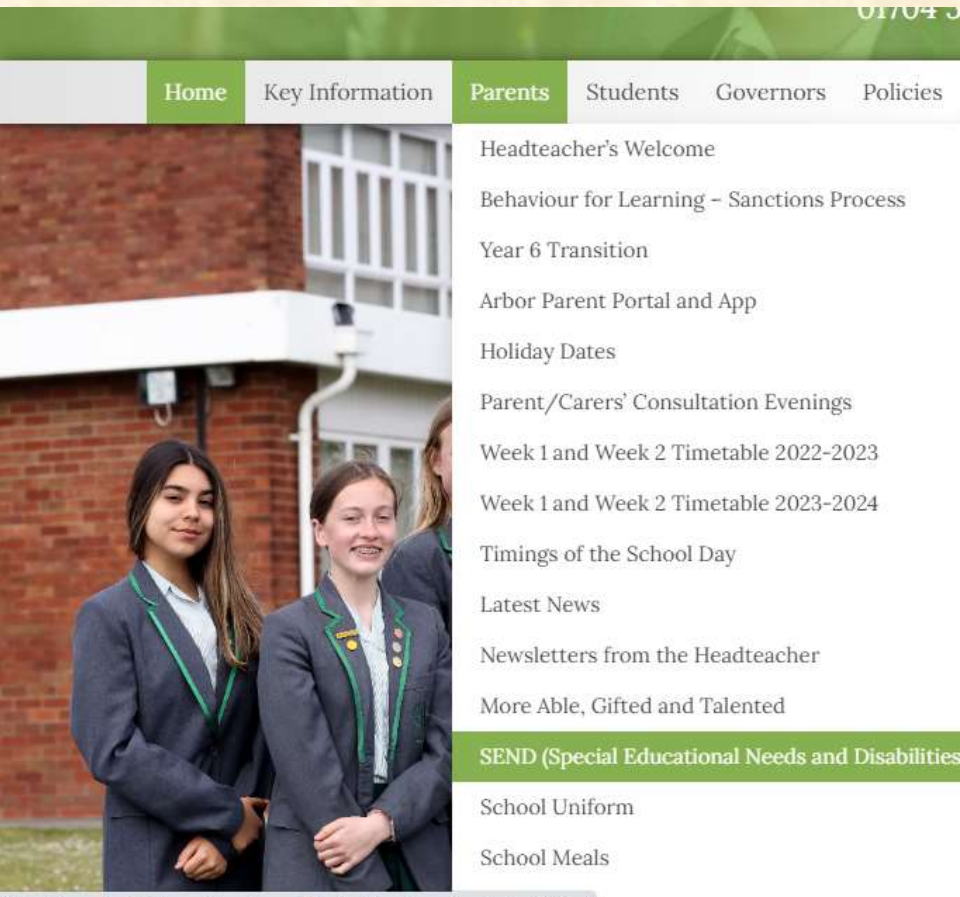 01704 5
Home Key Information Parents Students Governors Policies
Headteacher’s Welcome
Behaviour for Learning – Sanctions Process
Year 6 Transition
Arbor Parent Portal and App
Holiday Dates
Parent/Carers’ Consultation Evenings
Week 1 and Week 2 Timetable 2022-2023
Week 1 and Week 2 Timetable 2023-2024
Timings of the School Day
Latest News
Newsletters from the Headteacher
More Able, Gifted and Talented
SEND (Special Educational Needs and Disabilities
School Uniform
School Meals